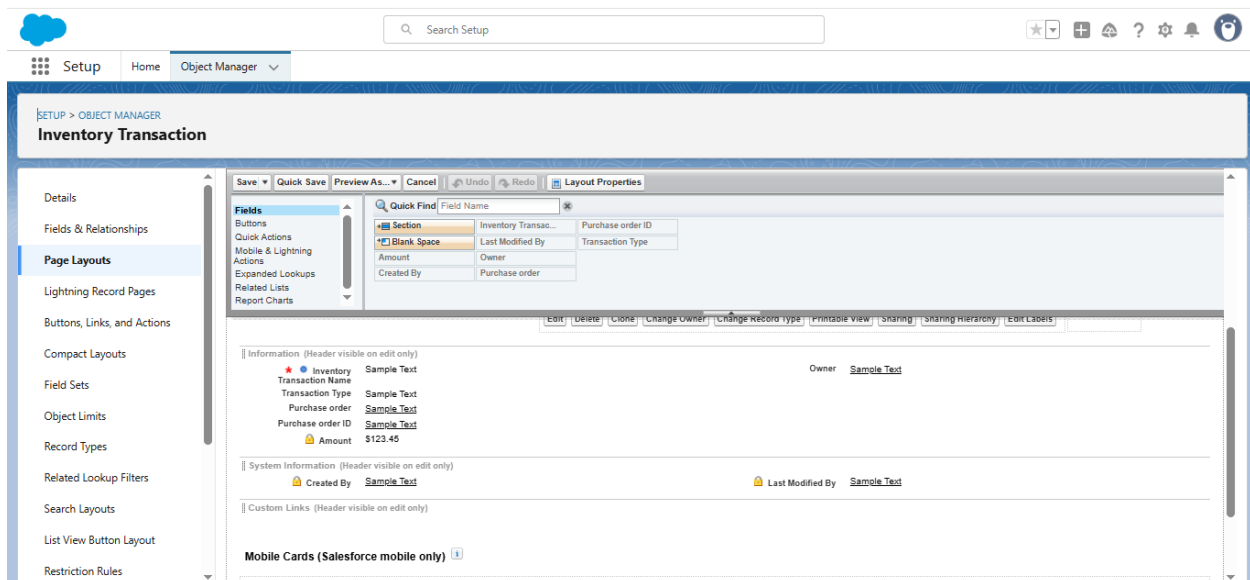 Search Setup
Setup Home Object Manager
SETUP > OBJECT MANAGER
Inventory Transaction
Details
Fields & Relationships
Page Layouts
Lightning Record Pages
Buttons, Links, and Actions
Compact Layouts
Field Sets
Object Limits
Record Types
Related Lookup Filters
Search Layouts
List View Button Layout
Restriction Rules
Save Quick Save Preview As... Cancel Undo Redo Layout Properties
Fields
Buttons
Quick Actions
Mobile & Lightning
Actions
Expanded Lookups
Related Lists
Report Charts
Quick Find Field Name
Section Inventory Transac... Purchase order ID
Blank Space Last Modified By Transaction Type
Amount Owner
Created By Purchase order
Edit Delete Clone Change Owner Change Record Type Printable View Sharing Sharing Hierarchy Edit Labels
Information (Header visible on edit only)
Inventory Sample Text Owner Sample Text
Transaction Name
Transaction Type Sample Text
Purchase order Sample Text
Purchase order ID Sample Text
Amount $123.45
System Information (Header visible on edit only)
Created By Sample Text Last Modified By Sample Text
Custom Links (Header visible on edit only)
Mobile Cards (Salesforce mobile only) i